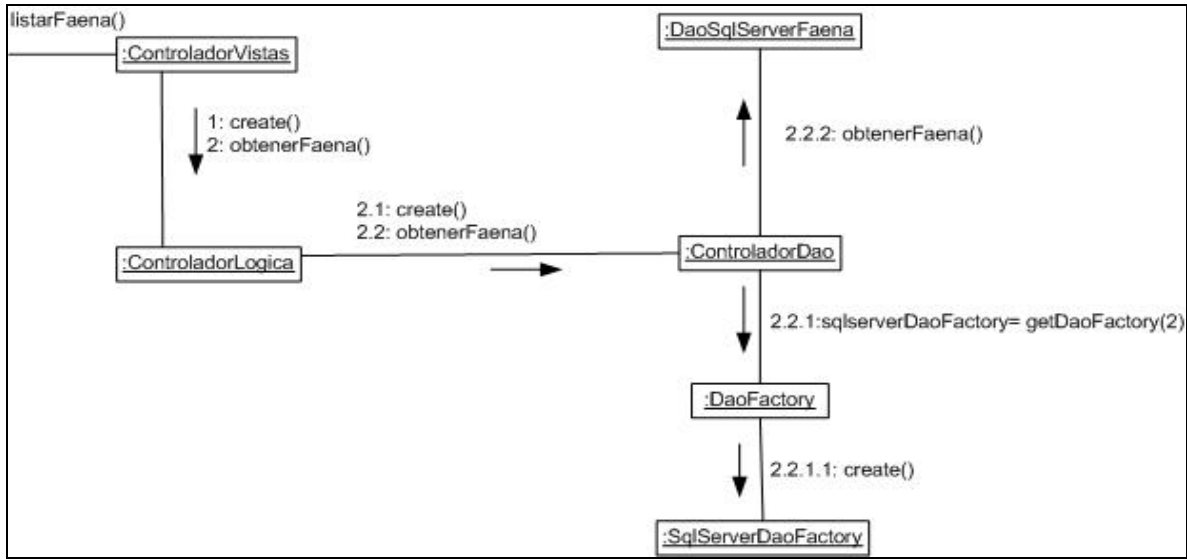 listarFaena()
:ControladorVistas
:DaoSqlServerFaena
1: create()
2: obtenerFaena()
2.2.2: obtenerFaena()
2.1: create()
2.2: obtenerFaena()
:ControladorLogica
:ControladorDao
2.2.1:sqlserverDaoFactory= getDaoFactory(2)
:DaoFactory
2.2.1.1: create()
:SqlServerDaoFactory